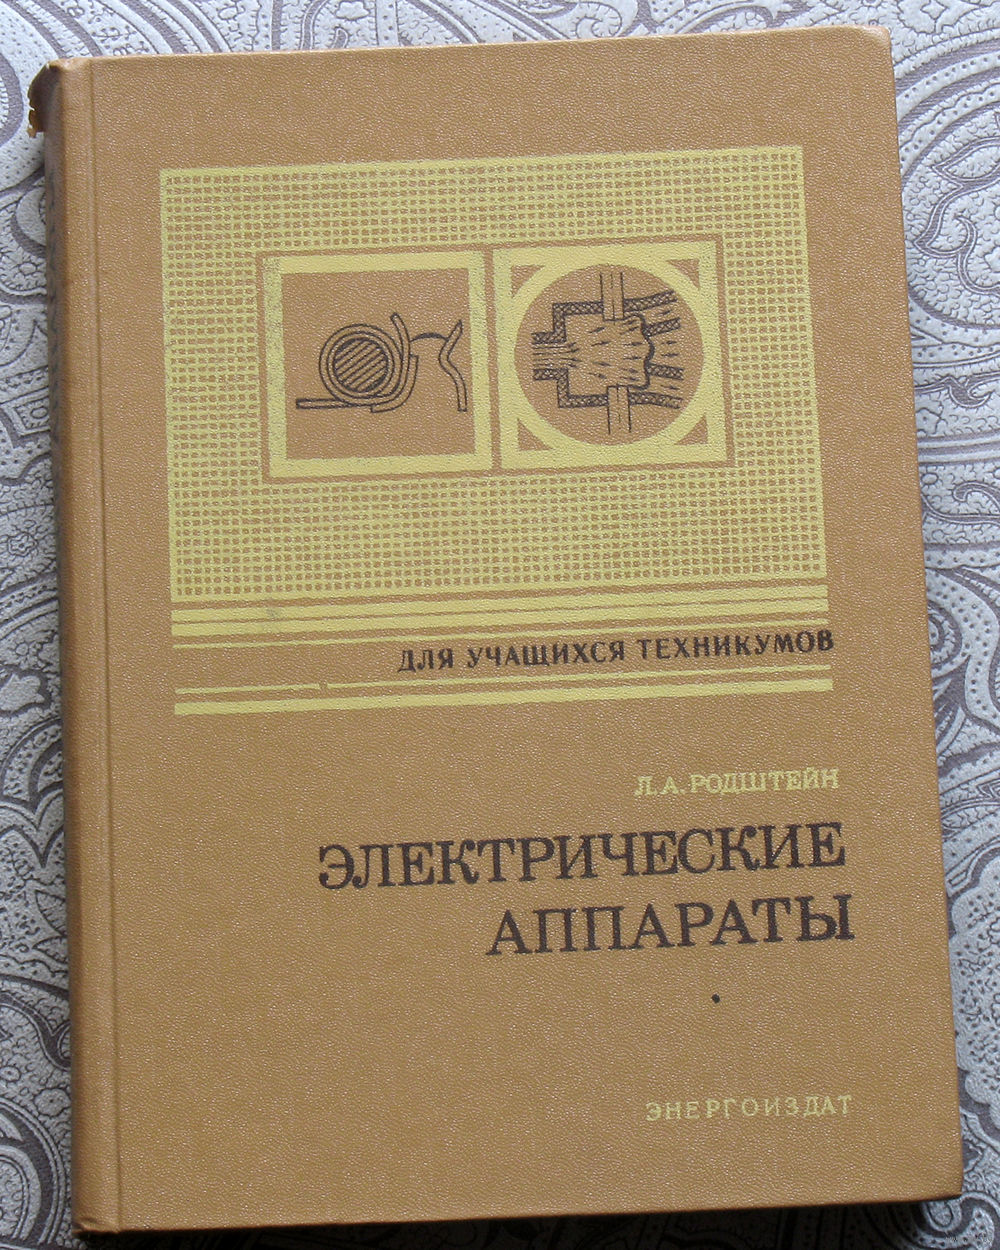 ДЛЯ УЧАЩИХСЯ ТЕХНИКУМОВ
Л. А. РОДШТЕЙН
ЭЛЕКТРИЧЕСКИЕ
АППАРАТЫ
ЭНЕРГОИЗДАТ